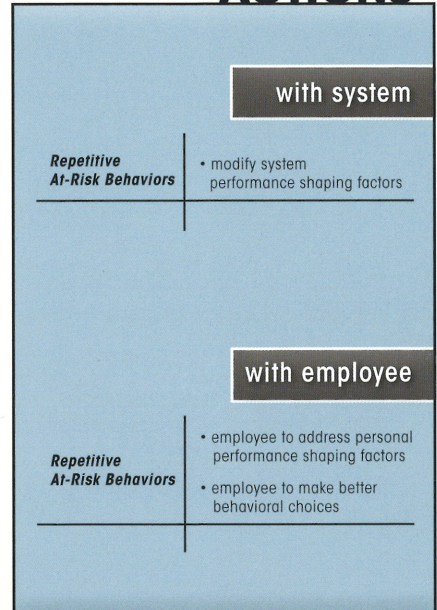 with system
Repetitive
At-Risk Behaviors
• modify system
performance shaping factors
with employee
Repetitive
At-Risk Behaviors
• employee to address personal
performance shaping factors
• employee to make better
behavioral choices